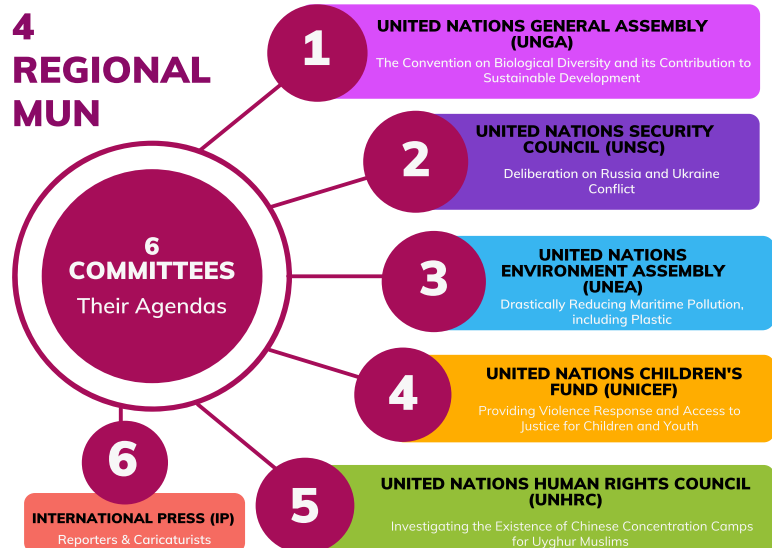 4
REGIONAL
MUN
6
COMMITTEES
Their Agendas
1
UNITED NATIONS GENERAL ASSEMBLY
(UNGA)
The Convention on Biological Diversity and its Contribution to
Sustainable Development
2
UNITED NATIONS SECURITY
COUNCIL (UNSC)
Deliberation on Russia and Ukraine
Conflict
3
UNITED NATIONS
ENVIRONMENT ASSEMBLY
(UNEA)
Drastically Reducing Maritime Pollution,
including Plastic
4
UNITED NATIONS CHILDREN'S
FUND (UNICEF)
Providing Violence Response and Access to
Justice for Children and Youth
5
UNITED NATIONS HUMAN RIGHTS COUNCIL
(UNHRC)
Investigating the Existence of Chinese Concentration Camps
for Uyghur Muslims
6
INTERNATIONAL PRESS (IP)
Reporters & Caricaturists